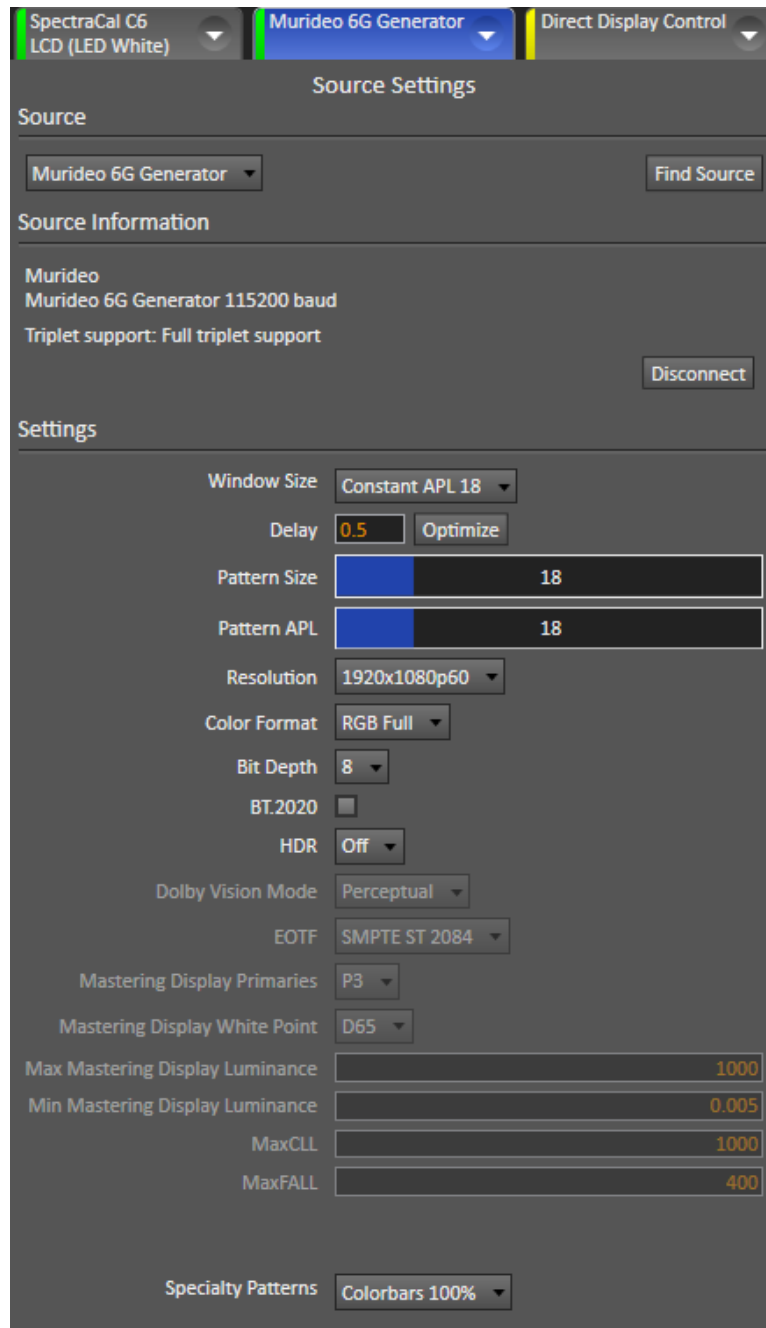 SpectraCal C6
LCD (LED White)
Murideo 6G Generator
Direct Display Control
Source Settings
Source
Murideo 6G Generator
Find Source
Source Information
Murideo
Murideo 6G Generator 115200 baud
Triplet support: Full triplet support
Disconnect
Settings
Window Size Constant APL 18
Delay 0.5 Optimize
Pattern Size 18
Pattern APL 18
Resolution 1920x1080p60
Color Format RGB Full
Bit Depth 8
BT.2020
HDR Off
Dolby Vision Mode Perceptual
EOTF SMPTE ST 2084
Mastering Display Primaries P3
Mastering Display White Point D65
Max Mastering Display Luminance 1000
Min Mastering Display Luminance 0.005
MaxCLL 1000
MaxFALL 400
Specialty Patterns Colorbars 100%